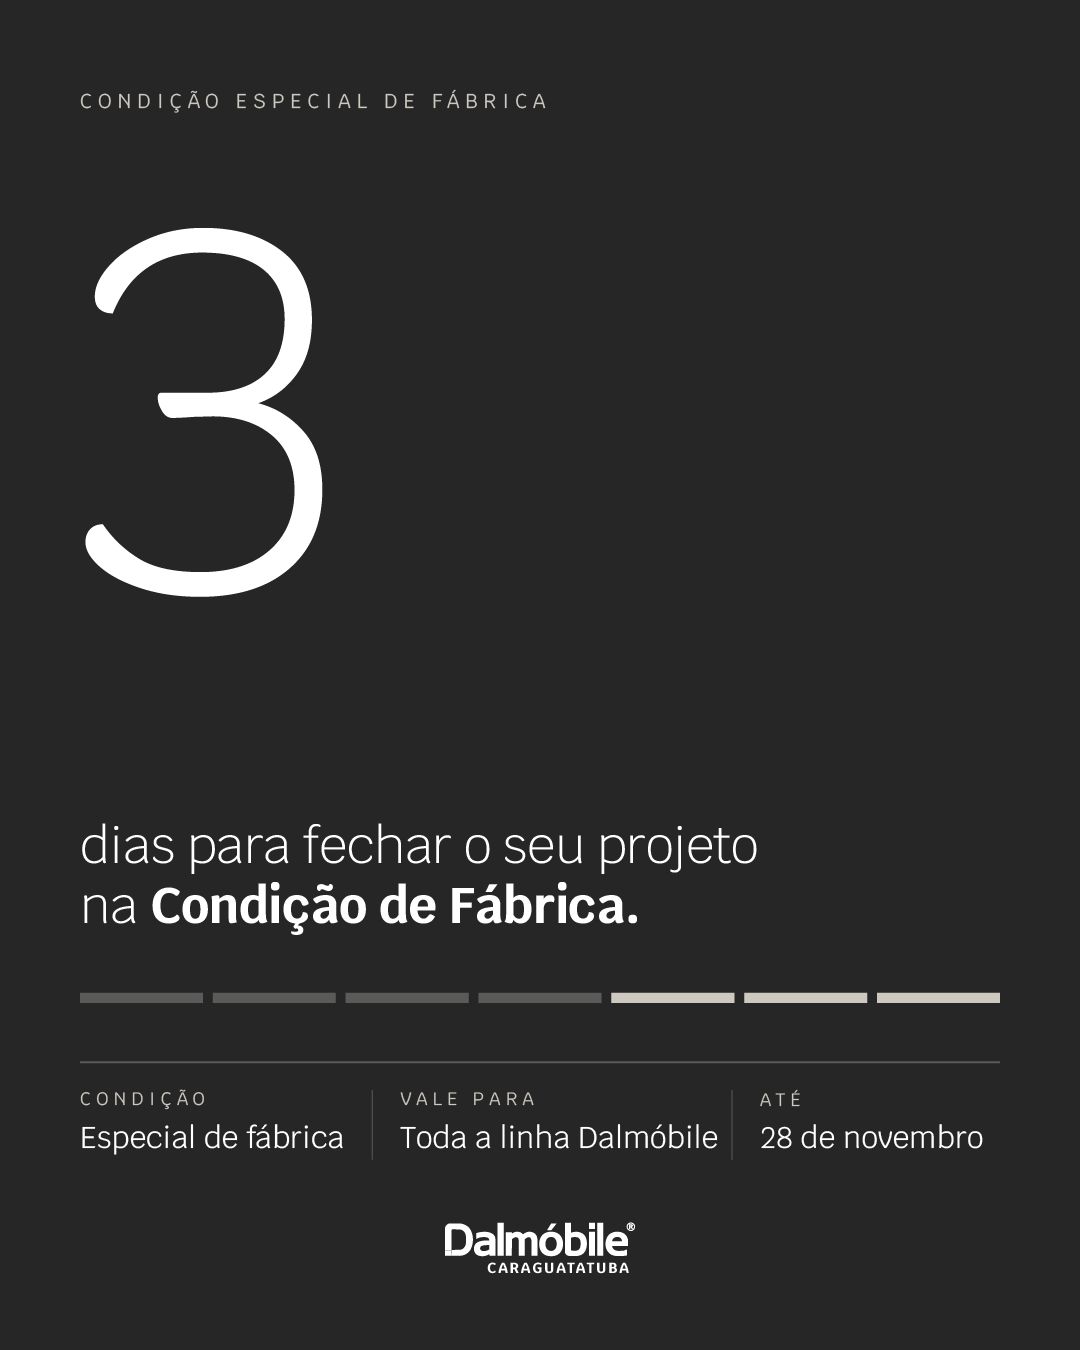 CONDIÇÃO ESPECIAL DE FÁBRICA
3
dias para fechar o seu projeto
na Condição de Fábrica.
CONDIÇÃO
Especial de fábrica
VALE PARA
Toda a linha Dalmóbile
ATÉ
28 de novembro
Dalmóbile®
CARAGUATATUBA